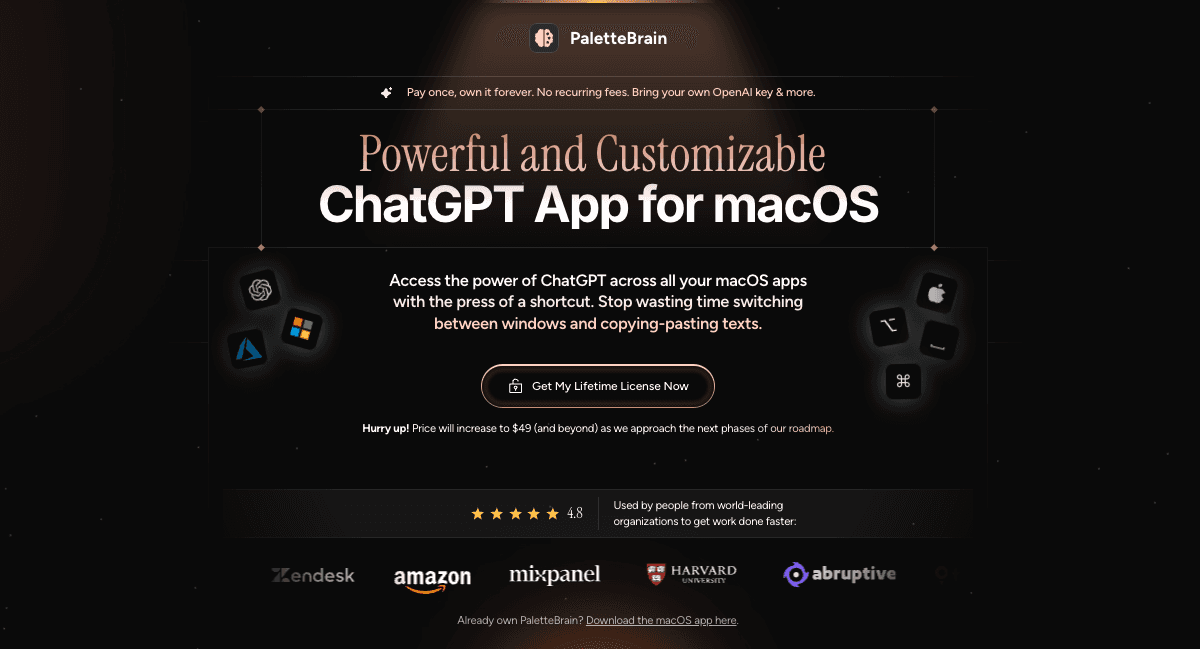 PaletteBrain
Pay once, own it forever. No recurring fees. Bring your own OpenAI key & more.
Powerful and Customizable
ChatGPT App for macOS
Access the power of ChatGPT across all your macOS apps
with the press of a shortcut. Stop wasting time switching
between windows and copying-pasting texts.
Get My Lifetime License Now
Hurry up! Price will increase to $49 (and beyond) as we approach the next phases of our roadmap.
4.8
Used by people from world-leading
organizations to get work done faster:
Zendesk
amazon
mixpanel
HARVARD
UNIVERSITY
abruptive
Already own PaletteBrain? Download the macOS app here.